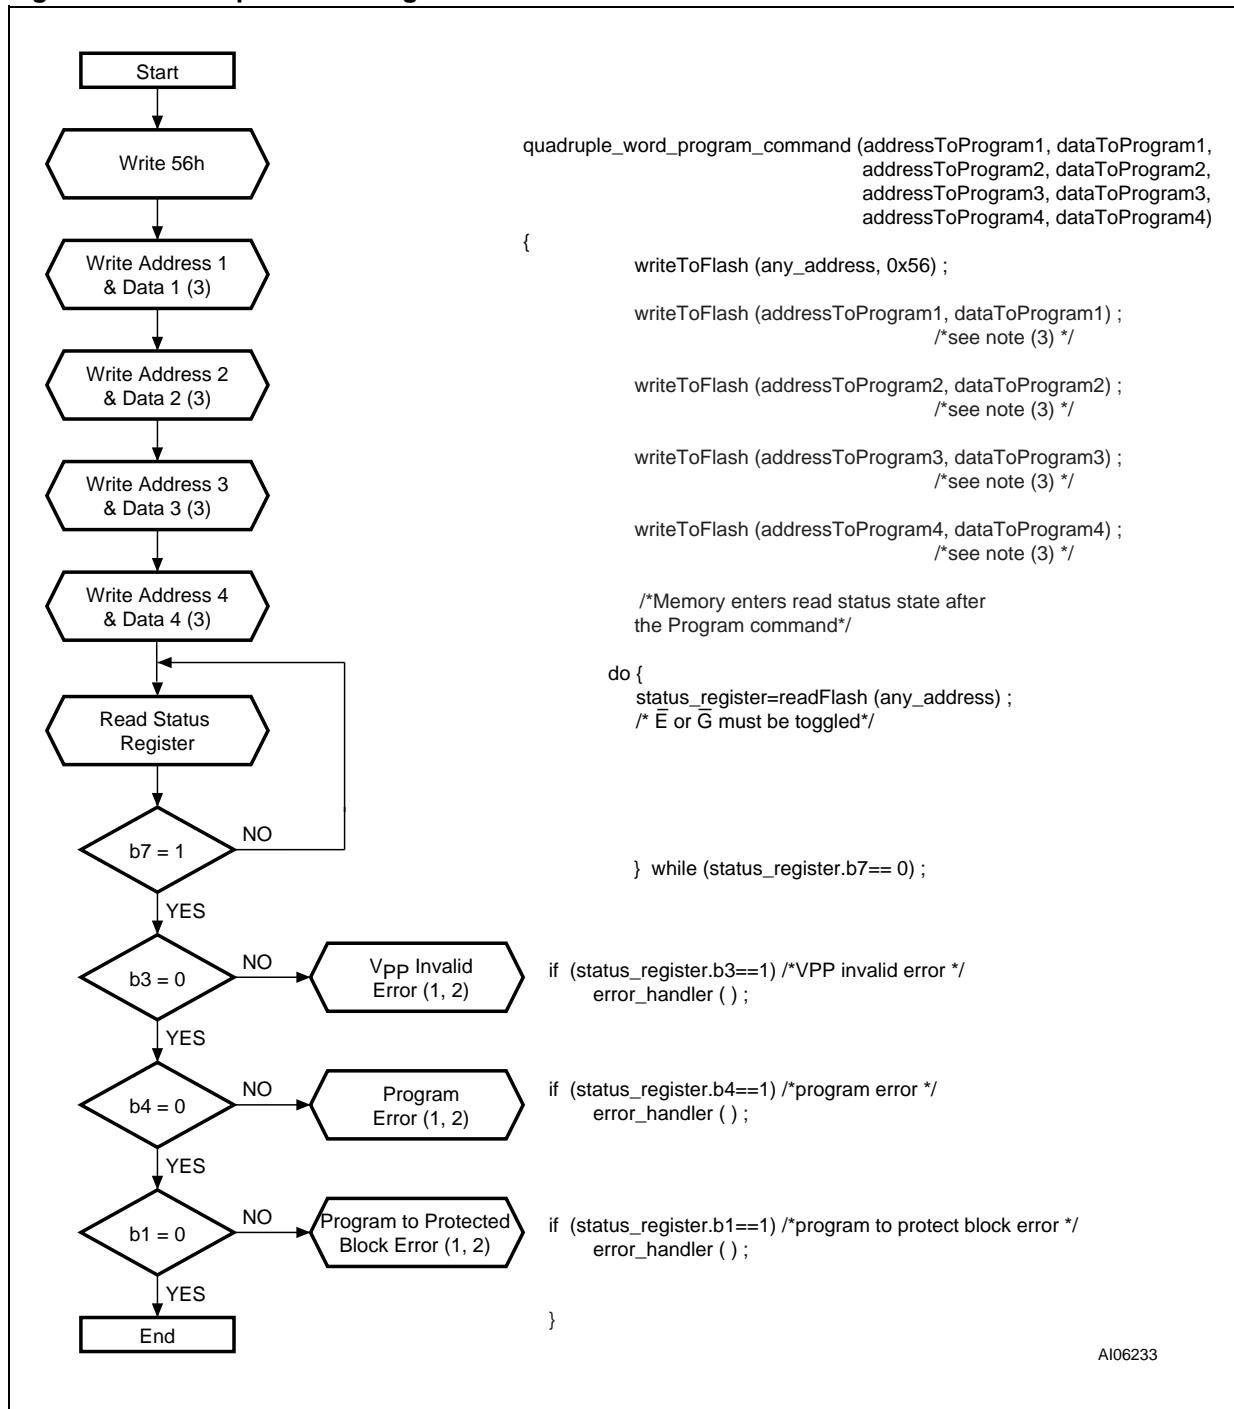 Start
Write 56h
Write Address 1
& Data 1 (3)
Write Address 2
& Data 2 (3)
Write Address 3
& Data 3 (3)
Write Address 4
& Data 4 (3)
Read Status
Register
b7 = 1
NO
YES
b3 = 0
NO
VPP Invalid
Error (1, 2)
YES
b4 = 0
NO
Program
Error (1, 2)
YES
b1 = 0
NO
Program to Protected
Block Error (1, 2)
YES
End
quadruple_word_program_command (addressToProgram1, dataToProgram1,
addressToProgram2, dataToProgram2,
addressToProgram3, dataToProgram3,
addressToProgram4, dataToProgram4)
{
writeToFlash (any_address, 0x56) ;
writeToFlash (addressToProgram1, dataToProgram1) ;
/*see note (3) */
writeToFlash (addressToProgram2, dataToProgram2) ;
/*see note (3) */
writeToFlash (addressToProgram3, dataToProgram3) ;
/*see note (3) */
writeToFlash (addressToProgram4, dataToProgram4) ;
/*see note (3) */
/*Memory enters read status state after
the Program command*/
do {
status_register=readFlash (any_address) ;
/* E̅ or G̅ must be toggled*/
} while (status_register.b7== 0) ;
if (status_register.b3==1) /*VPP invalid error */
error_handler ( ) ;
if (status_register.b4==1) /*program error */
error_handler ( ) ;
if (status_register.b1==1) /*program to protect block error */
error_handler ( ) ;
}
AI06233